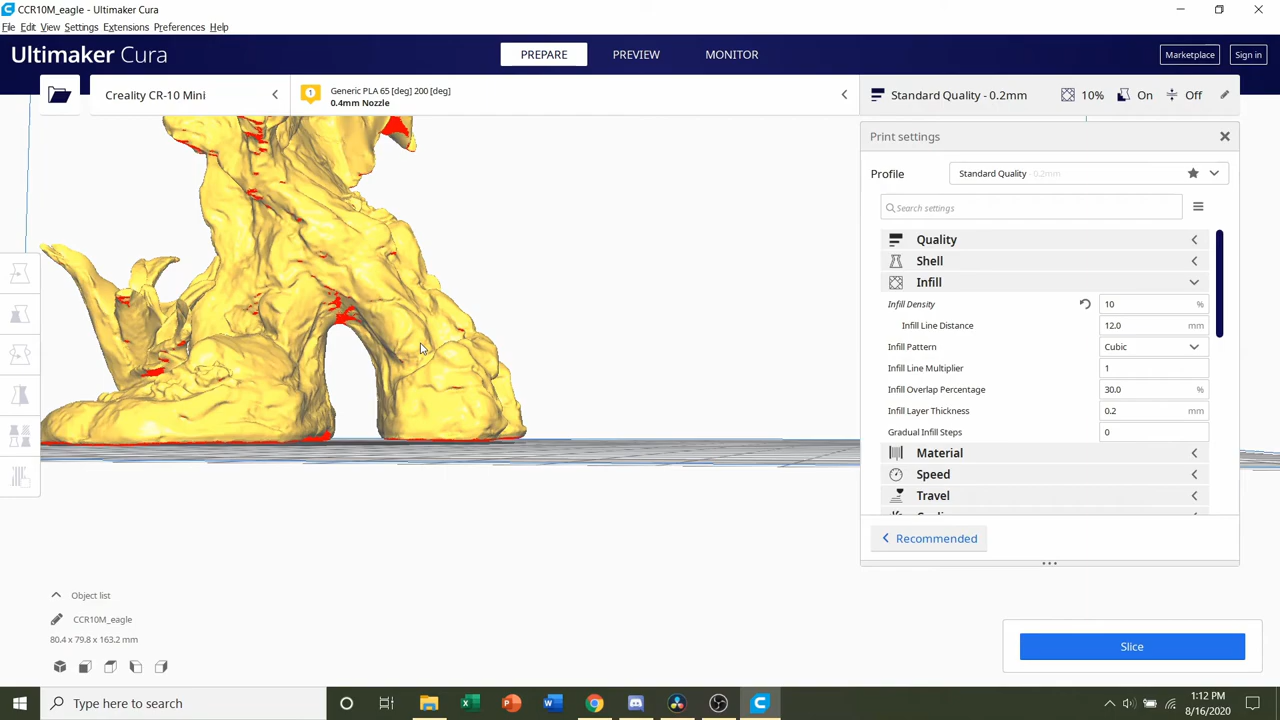 CCR10M_eagle - Ultimaker Cura
File Edit View Settings Extensions Preferences Help
Ultimaker Cura
PREPARE
PREVIEW
MONITOR
Marketplace
Sign in
Creality CR-10 Mini
1
Generic PLA 65 [deg] 200 [deg]
0.4mm Nozzle
Standard Quality - 0.2mm
10%
On
Off
Print settings
Profile
Standard Quality - 0.2mm
Search settings
Quality
Shell
Infill
Infill Density 10 %
Infill Line Distance 12.0 mm
Infill Pattern Cubic
Infill Line Multiplier 1
Infill Overlap Percentage 30.0 %
Infill Layer Thickness 0.2 mm
Gradual Infill Steps 0
Material
Speed
Travel
Recommended
Object list
CCR10M_eagle
80.4 x 79.8 x 163.2 mm
Slice
Type here to search
1:12 PM
8/16/2020